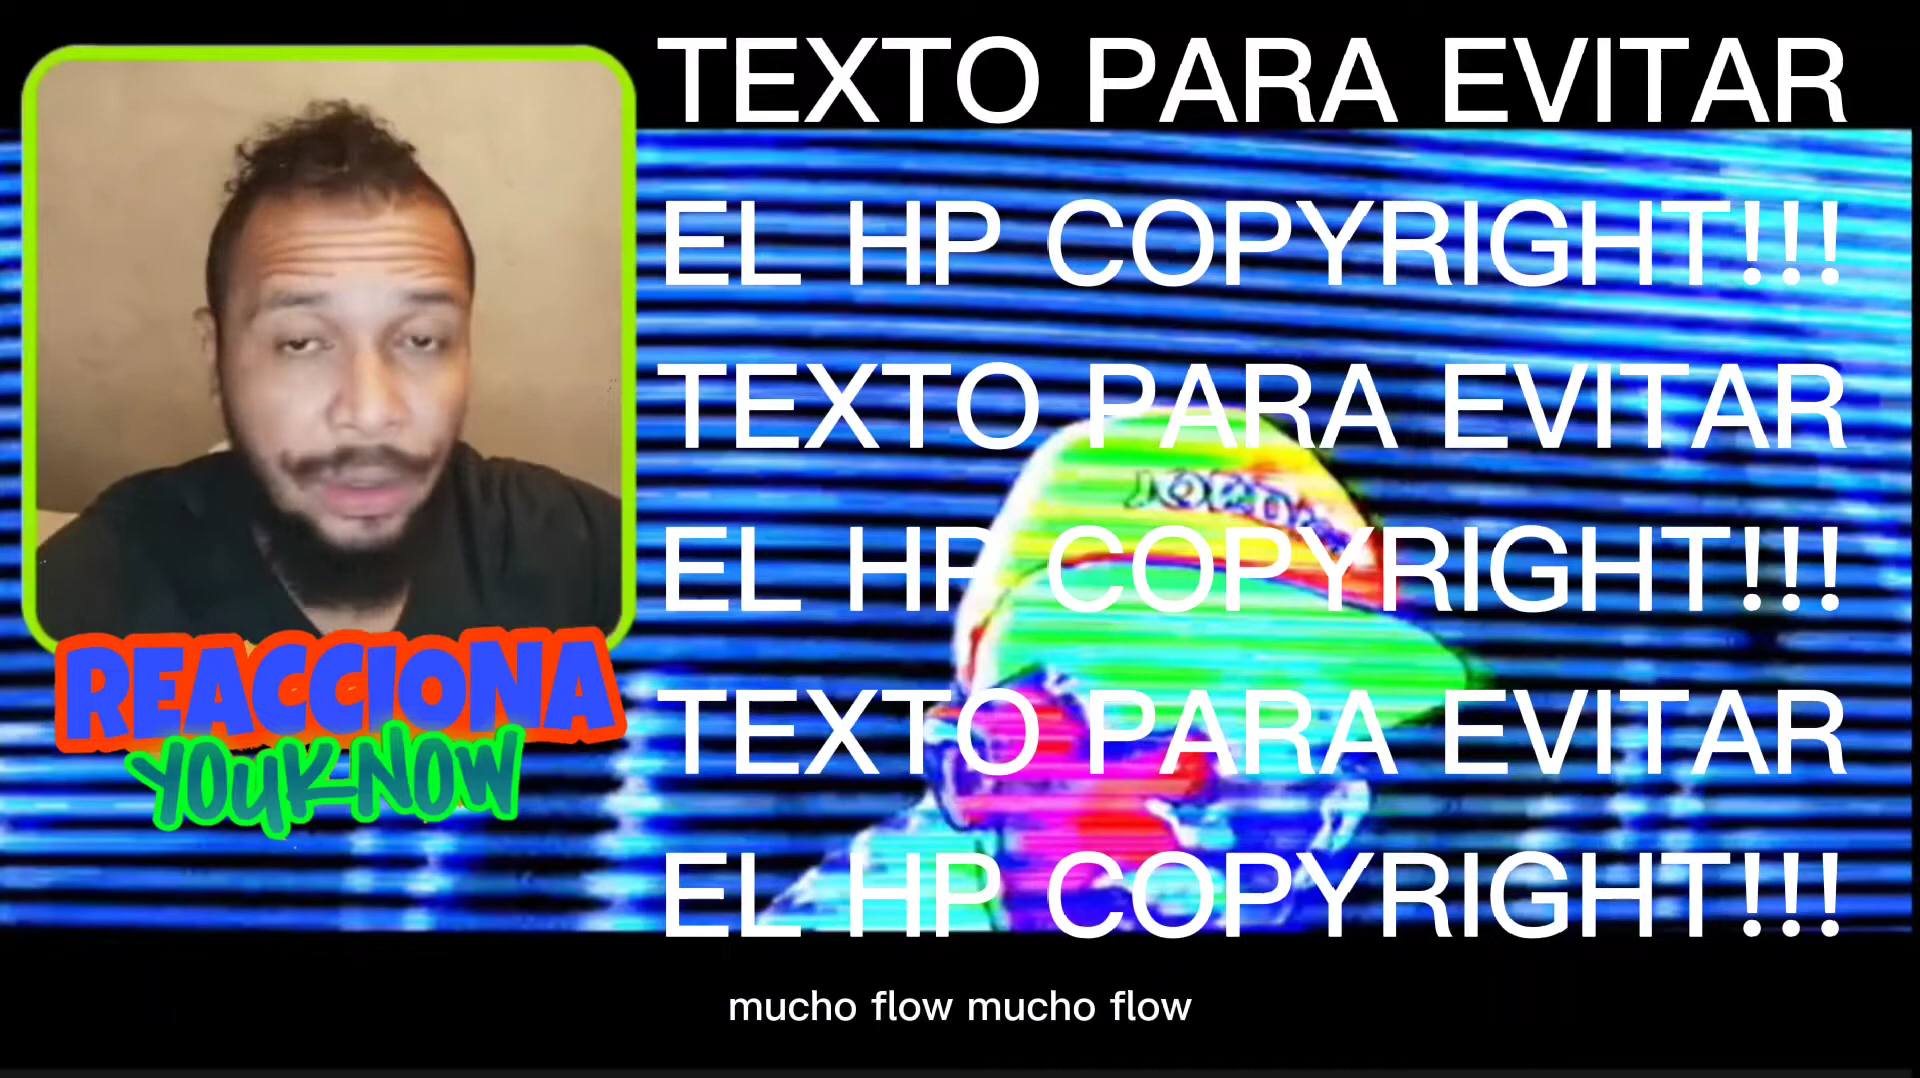 TEXTO PARA EVITAR
EL HP COPYRIGHT!!!
TEXTO PARA EVITAR
EL HP COPYRIGHT!!!
TEXTO PARA EVITAR
EL HP COPYRIGHT!!!
REACCIONA
YOUKNOW
mucho flow mucho flow